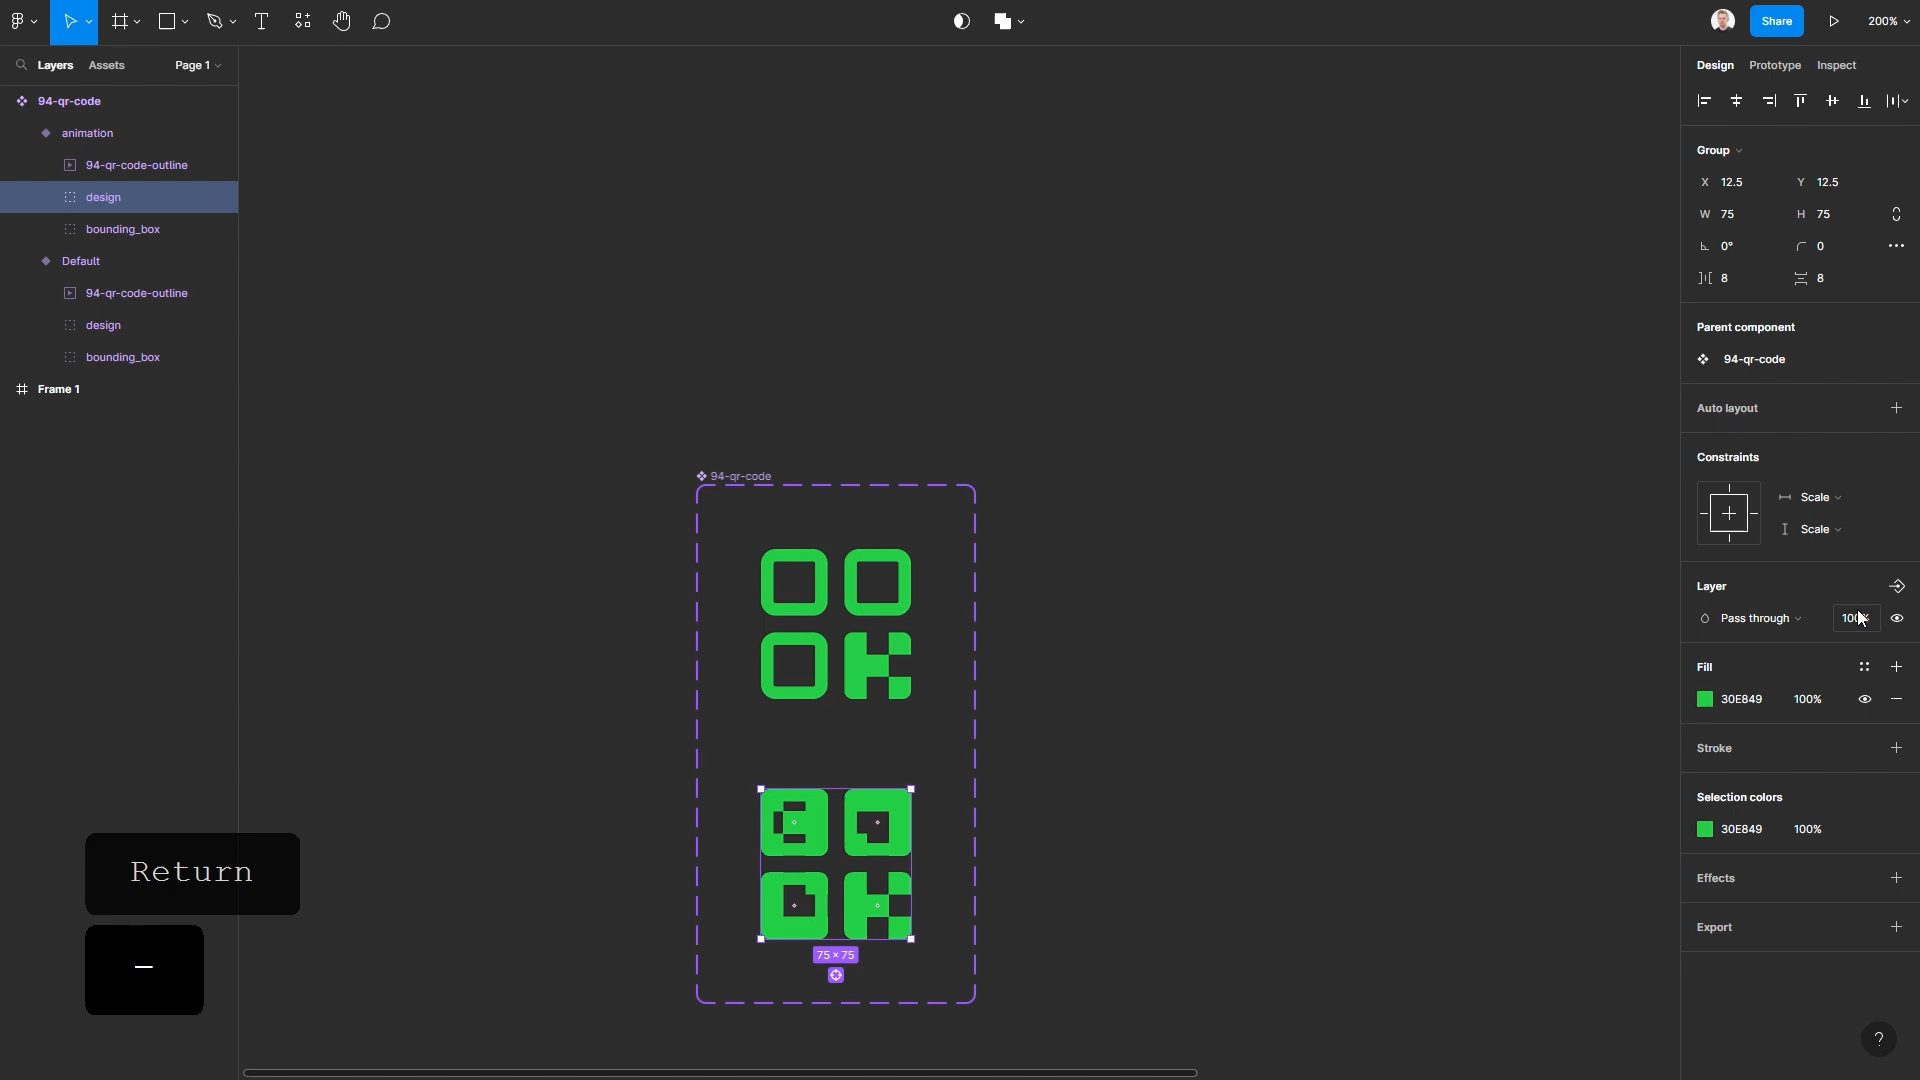 Share
200%
Layers
Assets
Page 1
94-qr-code
animation
94-qr-code-outline
design
bounding_box
Default
94-qr-code-outline
design
bounding_box
Frame 1
94-qr-code
75 × 75
Return
–
Design
Prototype
Inspect
Group
X 12.5
Y 12.5
W 75
H 75
0°
0
8
8
Parent component
94-qr-code
Auto layout
Constraints
Scale
Scale
Layer
Pass through
100%
Fill
30E849
100%
Stroke
Selection colors
30E849
100%
Effects
Export
?